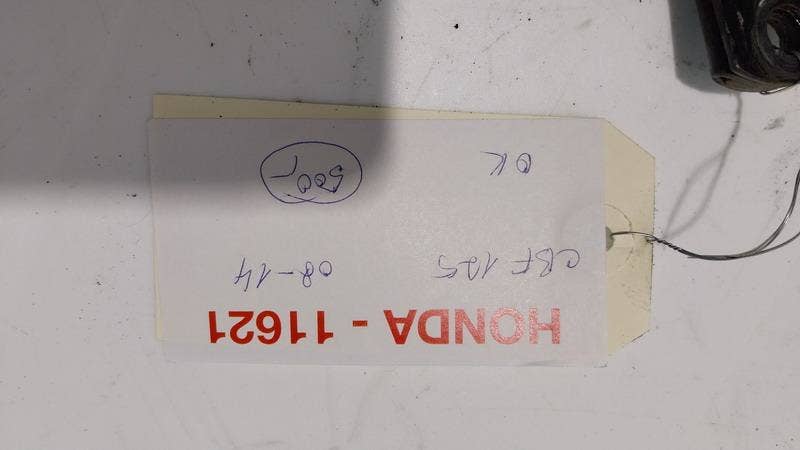 HONDA - 11621
CBF 125 08-14
OK 500,-